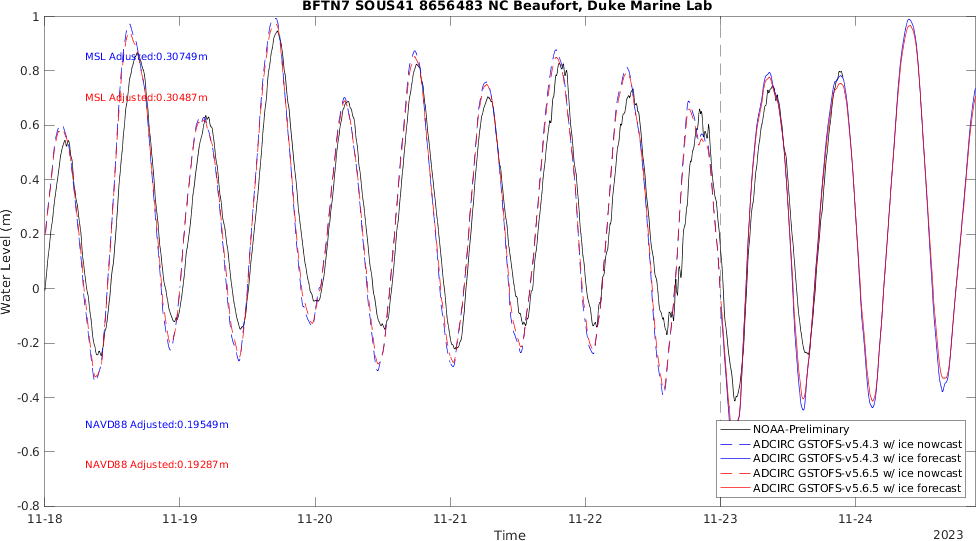 BFTN7 SOUS41 8656483 NC Beaufort, Duke Marine Lab
1
0.8
0.6
0.4
0.2
0
-0.2
-0.4
-0.6
-0.8
Water Level (m)
MSL Adjusted:0.30749m
MSL Adjusted:0.30487m
NAVD88 Adjusted:0.19549m
NAVD88 Adjusted:0.19287m
NOAA-Preliminary
ADCIRC GSTOFS-v5.4.3 w/ ice nowcast
ADCIRC GSTOFS-v5.4.3 w/ ice forecast
ADCIRC GSTOFS-v5.6.5 w/ ice nowcast
ADCIRC GSTOFS-v5.6.5 w/ ice forecast
11-18 11-19 11-20 11-21 11-22 11-23 11-24
Time
2023